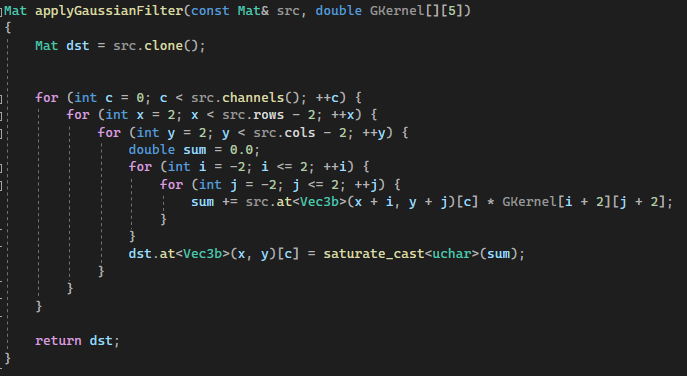 Mat applyGaussianFilter(const Mat& src, double GKernel[][5])
{
    Mat dst = src.clone();
    for (int c = 0; c < src.channels(); ++c) {
        for (int x = 2; x < src.rows - 2; ++x) {
            for (int y = 2; y < src.cols - 2; ++y) {
                double sum = 0.0;
                for (int i = -2; i <= 2; ++i) {
                    for (int j = -2; j <= 2; ++j) {
                        sum += src.at<Vec3b>(x + i, y + j)[c] * GKernel[i + 2][j + 2];
                    }
                }
                dst.at<Vec3b>(x, y)[c] = saturate_cast<uchar>(sum);
            }
        }
    }
    return dst;
}